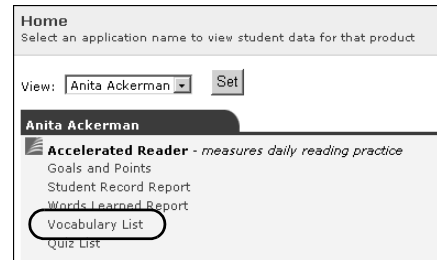 Home
Select an application name to view student data for that product
View: Anita Ackerman Set
Anita Ackerman
Accelerated Reader - measures daily reading practice
Goals and Points
Student Record Report
Words Learned Report
Vocabulary List
Quiz List